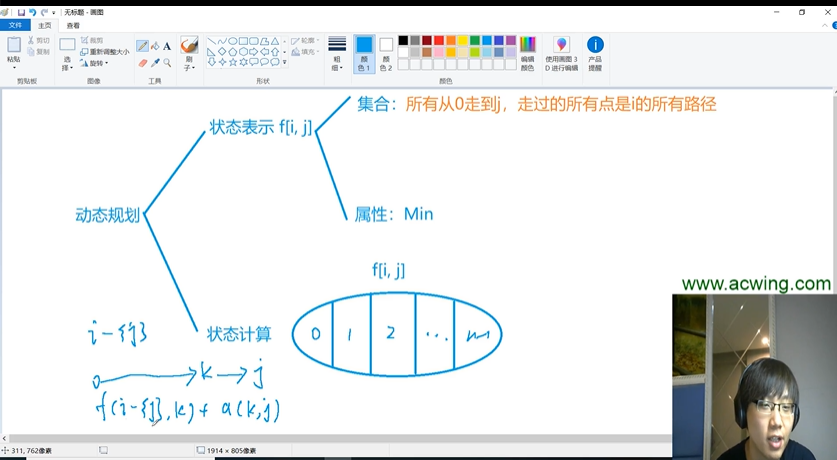 无标题 - 画图
文件 主页 查看
粘贴 剪切 复制 选择 裁剪 重新调整大小 旋转 刷子 轮廓 填充 粗细 颜色 1 颜色 2 编辑颜色 使用画图 3D 进行编辑 产品提醒
剪贴板 图像 工具 形状 颜色
集合：所有从0走到j，走过的所有点是i的所有路径
状态表示 f[i, j]
动态规划
属性：Min
f[i, j]
www.acwing.com
i-{j}
状态计算
0 1 2 ... n-1
0 → k → j
f(i-{j}, k) + a(k, j)
311, 762像素
1914 × 805像素